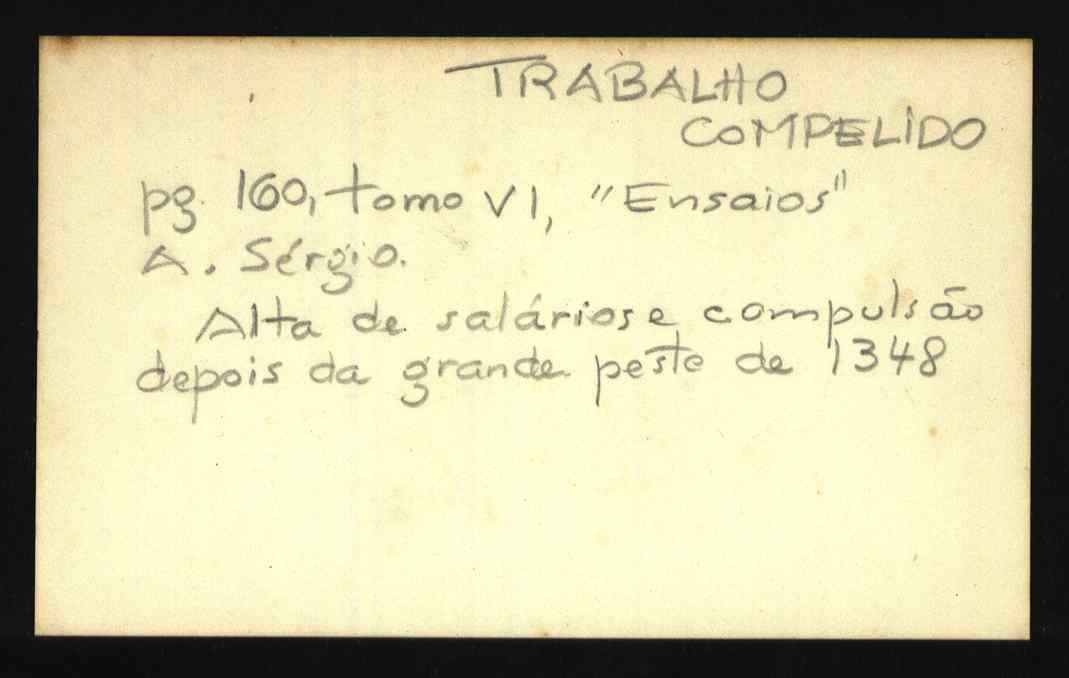 TRABALHO
COMPELIDO
pg. 160, tomo VI, "Ensaios"
A. Sérgio.
Alta de salários e compulsão
depois da grande peste de 1348